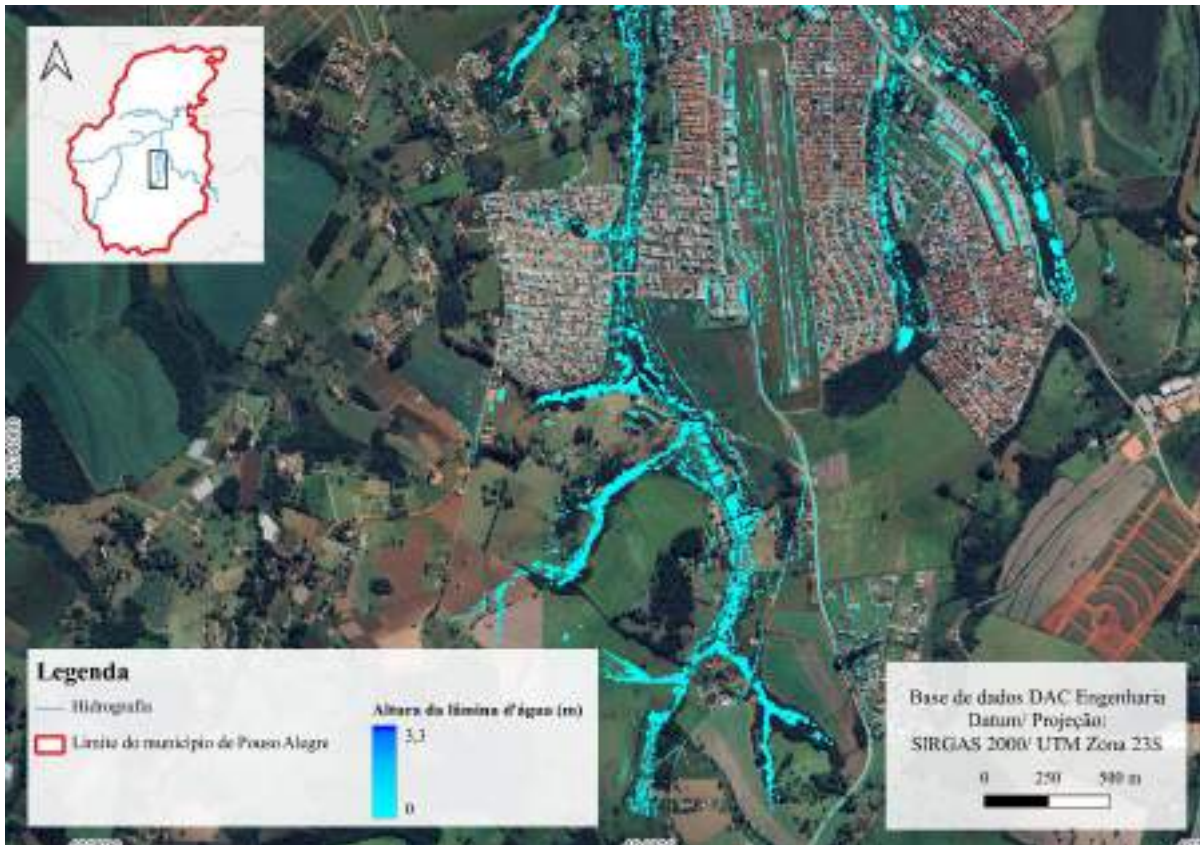 Legenda
Hidrografia
Limite do município de Pouso Alegre
Altura da lâmina d'água (m)
3,3
0
Base de dados DAC Engenharia
Datum/ Projeção:
SIRGAS 2000/ UTM Zona 23S
0 250 500 m